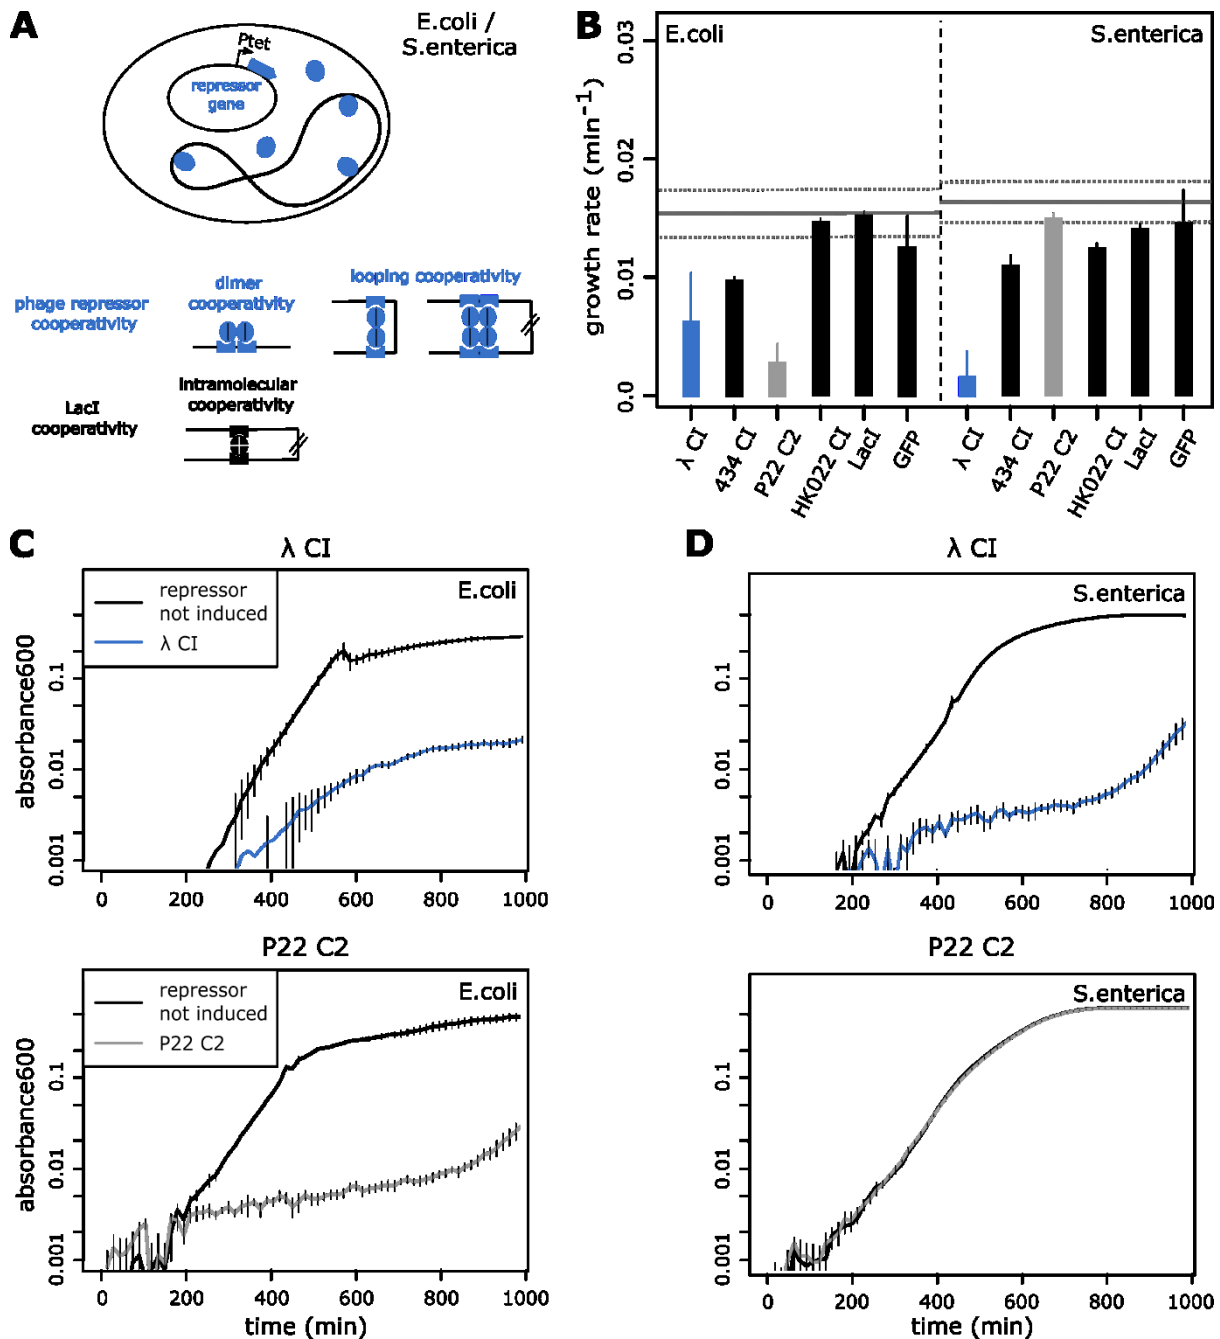 A
E.coli /
S.enterica
Ptet
repressor
gene
phage repressor
cooperativity
dimer
cooperativity
looping cooperativity
LacI
cooperativity
intramolecular
cooperativity
B
E.coli
S.enterica
growth rate (min⁻¹)
0.03
0.02
0.01
0.0
λ CI
434 CI
P22 C2
HK022 CI
LacI
GFP
λ CI
434 CI
P22 C2
HK022 CI
LacI
GFP
C
λ CI
repressor
not induced
λ CI
E.coli
absorbance600
0.1
0.01
0.001
0
200
400
600
800
1000
D
λ CI
S.enterica
0.1
0.01
0.001
0
200
400
600
800
1000
P22 C2
repressor
not induced
P22 C2
E.coli
absorbance600
0.1
0.01
0.001
0
200
400
600
800
1000
time (min)
P22 C2
S.enterica
0.1
0.01
0.001
0
200
400
600
800
1000
time (min)